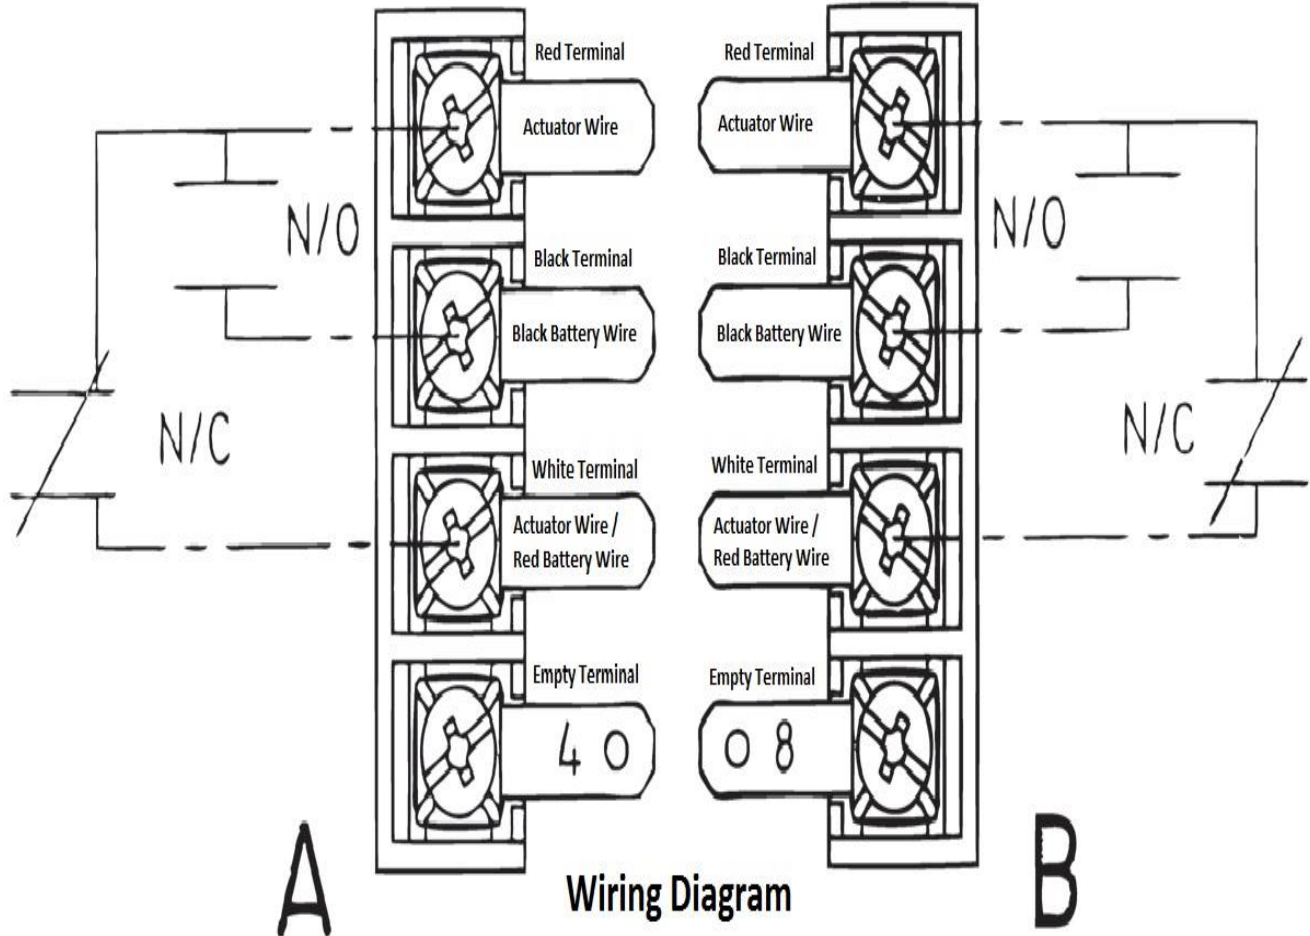 Red Terminal
Actuator Wire
N/O
Black Terminal
Black Battery Wire
N/C
White Terminal
Actuator Wire /
Red Battery Wire
Empty Terminal
4 O
A
Red Terminal
Actuator Wire
N/O
Black Terminal
Black Battery Wire
N/C
White Terminal
Actuator Wire /
Red Battery Wire
Empty Terminal
O 8
B
Wiring Diagram